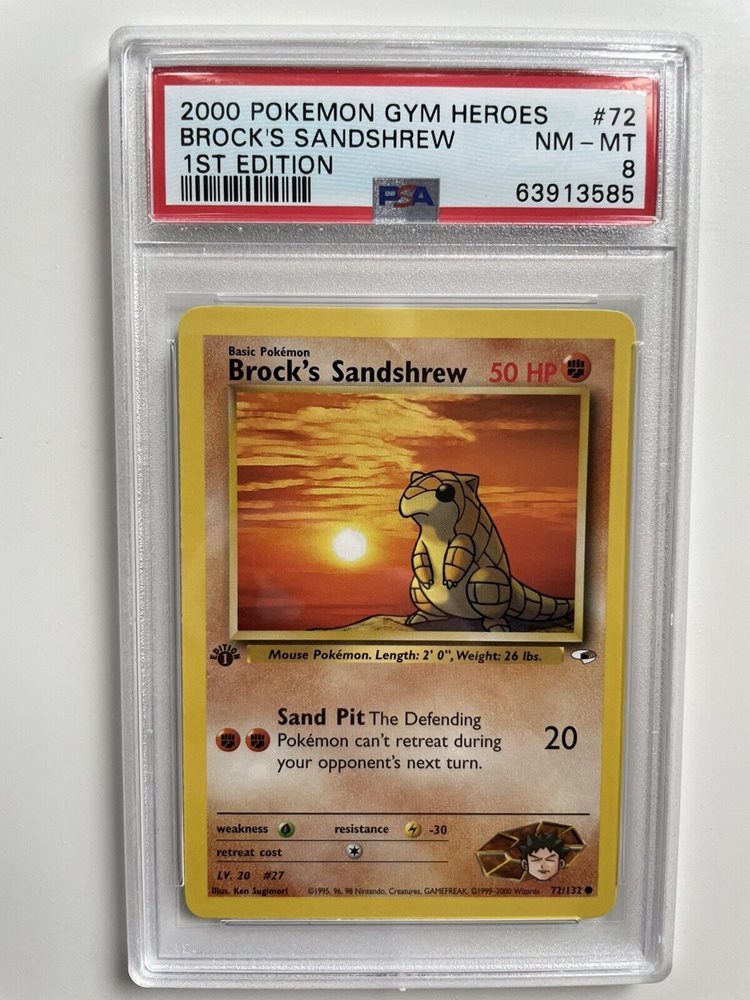 2000 POKEMON GYM HEROES #72
BROCK'S SANDSHREW NM - MT
1ST EDITION 8
PSA 63913585
Basic Pokémon
Brock's Sandshrew 50 HP
EDITION 1
Mouse Pokémon. Length: 2' 0", Weight: 26 lbs.
Sand Pit The Defending
Pokémon can't retreat during
your opponent's next turn.
20
weakness resistance -30
retreat cost
LV. 20 #27
Illus. Ken Sugimori ©1995, 96, 98 Nintendo, Creatures, GAMEFREAK. ©1999-2000 Wizards. 72/132